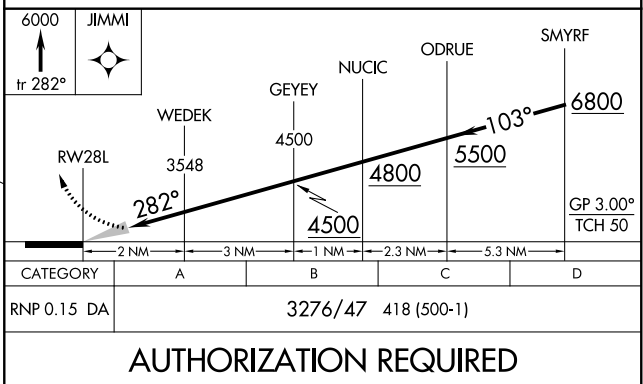 6000
tr 282°
JIMMI
SMYRF
ODRUE
NUCIC
GEYEY
WEDEK
RW28L
6800
103°
5500
4800
4500
4500
3548
282°
GP 3.00°
TCH 50
2 NM
3 NM
1 NM
2.3 NM
5.3 NM
CATEGORY A B C D
RNP 0.15 DA 3276/47 418 (500-1)
AUTHORIZATION REQUIRED